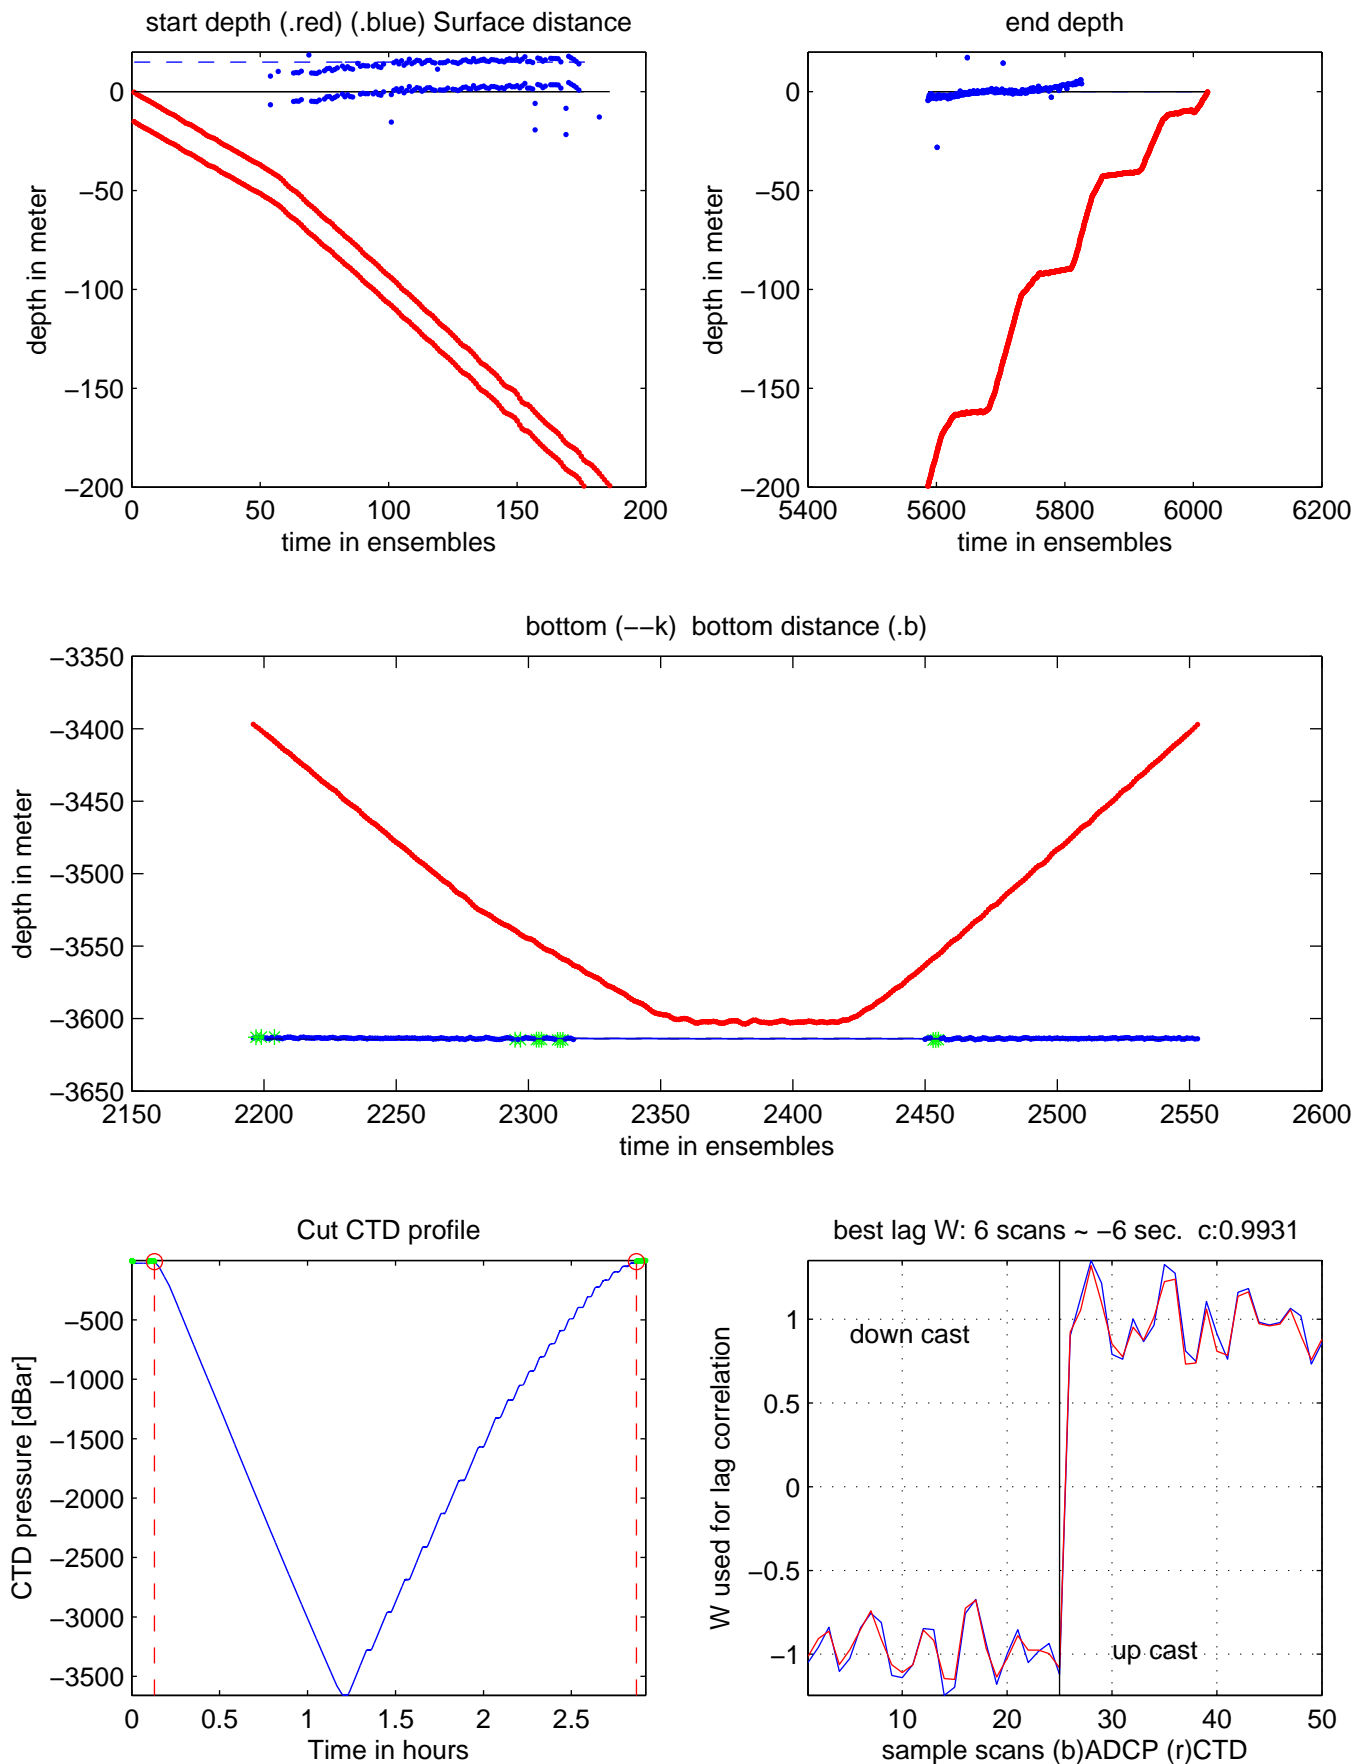 start depth (.red) (.blue) Surface distance
end depth
0
−50
−100
−150
−200
depth in meter
0 50 100 150 200
time in ensembles
0
−50
−100
−150
−200
depth in meter
5400 5600 5800 6000 6200
time in ensembles
bottom (−−k)  bottom distance (.b)
−3350
−3400
−3450
−3500
−3550
−3600
−3650
depth in meter
2150 2200 2250 2300 2350 2400 2450 2500 2550 2600
time in ensembles
Cut CTD profile
−500
−1000
−1500
−2000
−2500
−3000
−3500
CTD pressure [dBar]
0 0.5 1 1.5 2 2.5
Time in hours
best lag W: 6 scans ~ −6 sec.  c:0.9931
1
0.5
0
−0.5
−1
W used for lag correlation
down cast
up cast
10 20 30 40 50
sample scans (b)ADCP (r)CTD